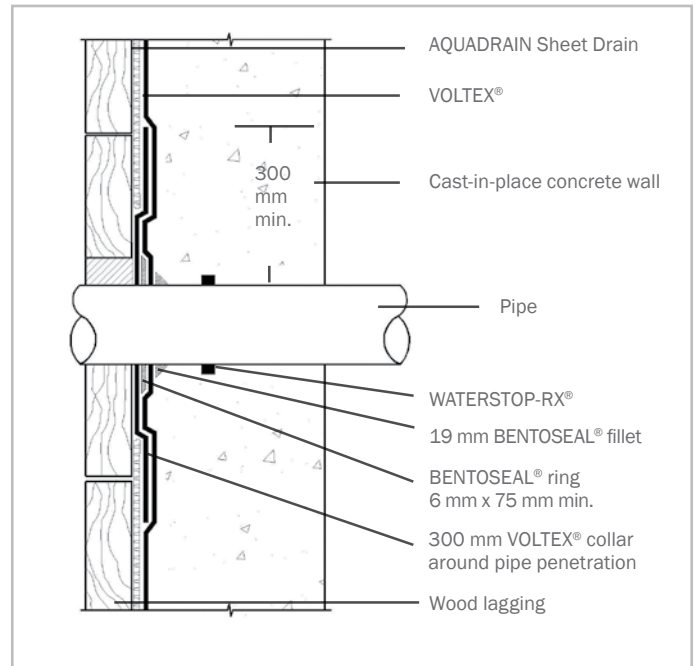 AQUADRAIN Sheet Drain
VOLTEX®
300
mm
min.
Cast-in-place concrete wall
Pipe
WATERSTOP-RX®
19 mm BENTOSEAL® fillet
BENTOSEAL® ring
6 mm x 75 mm min.
300 mm VOLTEX® collar
around pipe penetration
Wood lagging